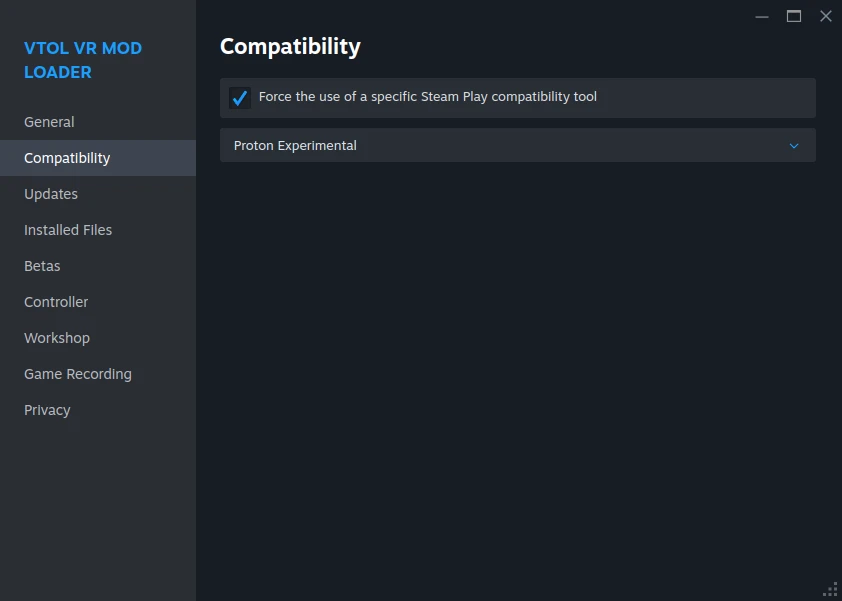 VTOL VR MOD
LOADER
General
Compatibility
Updates
Installed Files
Betas
Controller
Workshop
Game Recording
Privacy
Compatibility
Force the use of a specific Steam Play compatibility tool
Proton Experimental